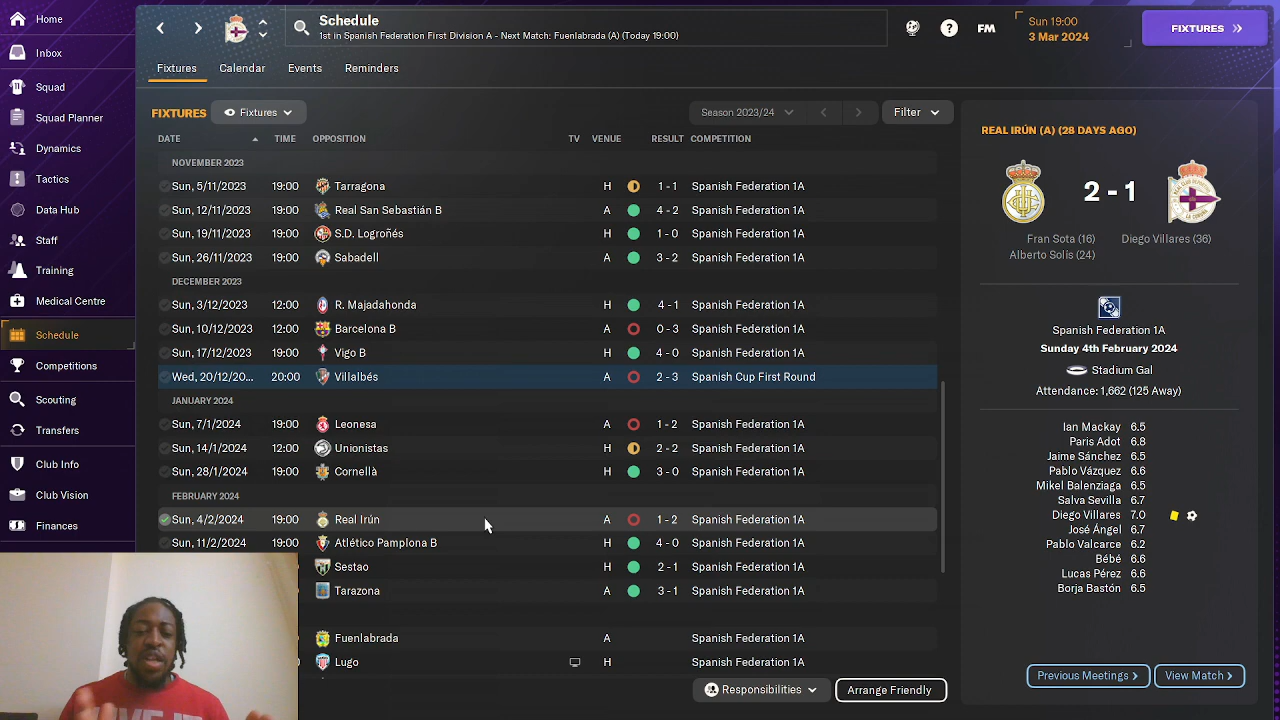 Home
Inbox
Squad
Squad Planner
Dynamics
Tactics
Data Hub
Staff
Training
Medical Centre
Schedule
Competitions
Scouting
Transfers
Club Info
Club Vision
Finances
Schedule
1st in Spanish Federation First Division A - Next Match: Fuenlabrada (A) (Today 19:00)
FM
Sun 19:00
3 Mar 2024
FIXTURES
Fixtures Calendar Events Reminders
FIXTURES Fixtures Season 2023/24 Filter
DATE TIME OPPOSITION TV VENUE RESULT COMPETITION
NOVEMBER 2023
Sun, 5/11/2023 19:00 Tarragona H 1 - 1 Spanish Federation 1A
Sun, 12/11/2023 19:00 Real San Sebastián B A 4 - 2 Spanish Federation 1A
Sun, 19/11/2023 19:00 S.D. Logroñés H 1 - 0 Spanish Federation 1A
Sun, 26/11/2023 19:00 Sabadell A 3 - 2 Spanish Federation 1A
DECEMBER 2023
Sun, 3/12/2023 12:00 R. Majadahonda H 4 - 1 Spanish Federation 1A
Sun, 10/12/2023 12:00 Barcelona B A 0 - 3 Spanish Federation 1A
Sun, 17/12/2023 19:00 Vigo B H 4 - 0 Spanish Federation 1A
Wed, 20/12/20... 20:00 Villalbés A 2 - 3 Spanish Cup First Round
JANUARY 2024
Sun, 7/1/2024 19:00 Leonesa A 1 - 2 Spanish Federation 1A
Sun, 14/1/2024 12:00 Unionistas H 2 - 2 Spanish Federation 1A
Sun, 28/1/2024 19:00 Cornellà H 3 - 0 Spanish Federation 1A
FEBRUARY 2024
Sun, 4/2/2024 19:00 Real Irún A 1 - 2 Spanish Federation 1A
Sun, 11/2/2024 19:00 Atlético Pamplona B H 4 - 0 Spanish Federation 1A
Sestao H 2 - 1 Spanish Federation 1A
Tarazona A 3 - 1 Spanish Federation 1A
Fuenlabrada A Spanish Federation 1A
Lugo H Spanish Federation 1A
Responsibilities Arrange Friendly
REAL IRÚN (A) (28 DAYS AGO)
2 - 1
Fran Sota (16) Diego Villares (36)
Alberto Solís (24)
Spanish Federation 1A
Sunday 4th February 2024
Stadium Gal
Attendance: 1,662 (125 Away)
Ian Mackay 6.5
Paris Adot 6.8
Jaime Sánchez 6.5
Pablo Vázquez 6.6
Mikel Balenziaga 6.5
Salva Sevilla 6.7
Diego Villares 7.0
José Ángel 6.7
Pablo Valcarce 6.2
Bébé 6.6
Lucas Pérez 6.6
Borja Bastón 6.5
Previous Meetings View Match